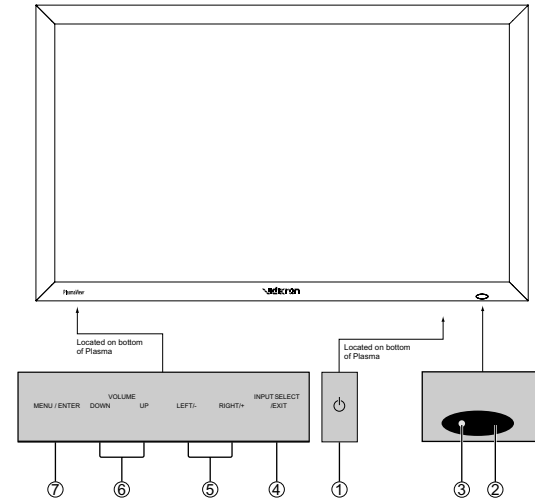 PlasmaView
Vidikron
Located on bottom
of Plasma
Located on bottom
of Plasma
VOLUME
INPUT SELECT
MENU / ENTER DOWN UP LEFT/- RIGHT/+ /EXIT
⑦ ⑥ ⑤ ④ ① ③ ②